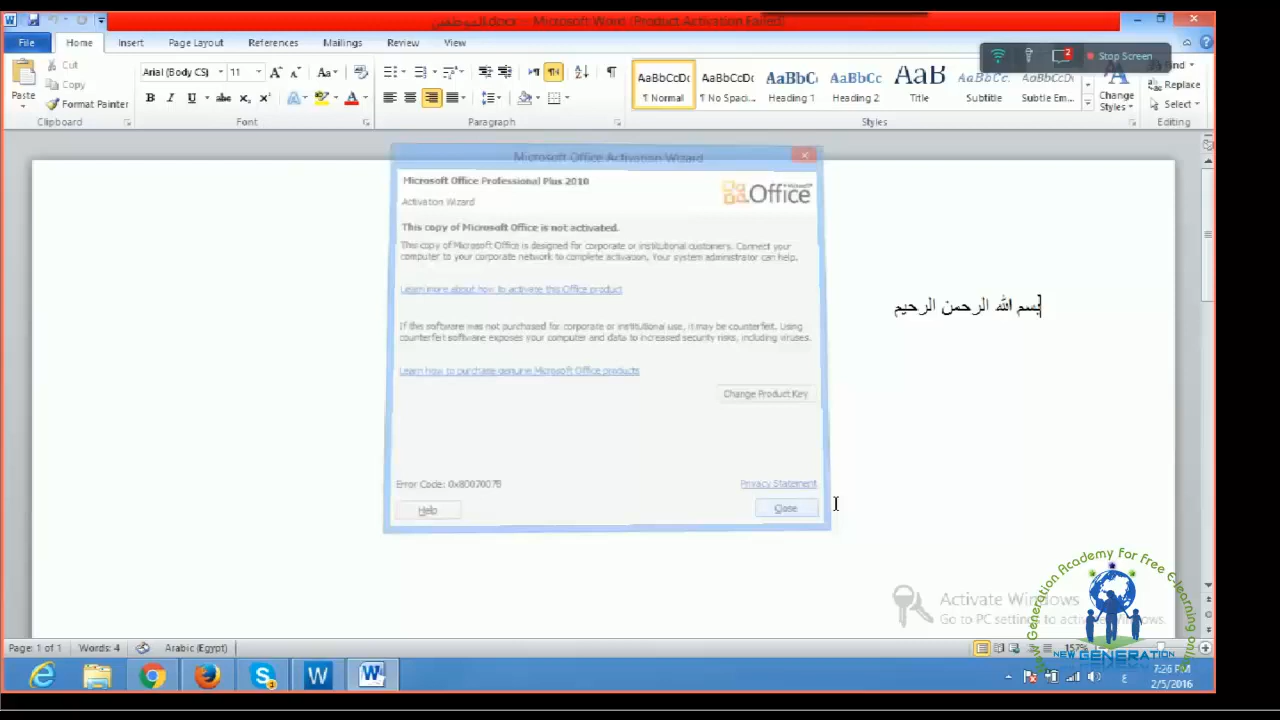 الموظفين.docx - Microsoft Word (Product Activation Failed)
File Home Insert Page Layout References Mailings Review View
2 Stop Screen
Paste
Cut
Copy
Format Painter
Clipboard
Arial (Body CS) 11
Font
Paragraph
AaBbCcDc AaBbCcDc AaBbC AaBbCc AaB AaBbCc. AaBbCcDc
¶ Normal ¶ No Spaci... Heading 1 Heading 2 Title Subtitle Subtle Em...
Change Styles
Styles
Find
Replace
Select
Editing
Microsoft Office Activation Wizard
Microsoft Office Professional Plus 2010
Activation Wizard
Office
This copy of Microsoft Office is not activated.
This copy of Microsoft Office is designed for corporate or institutional customers. Connect your
computer to your corporate network to complete activation. Your system administrator can help.
Learn more about how to activate this Office product
If this software was not purchased for corporate or institutional use, it may be counterfeit. Using
counterfeit software exposes your computer and data to increased security risks, including viruses.
Learn how to purchase genuine Microsoft Office products
Change Product Key
Error Code: 0x8007007B
Privacy Statement
Help
Close
بسم الله الرحمن الرحيم
Activate Windows
Go to PC settings to activate Windows.
New Generation Academy For Free E-learning online
NEW GENERATION
Page: 1 of 1 Words: 4 Arabic (Egypt) 157%
7:26 PM
2/5/2016